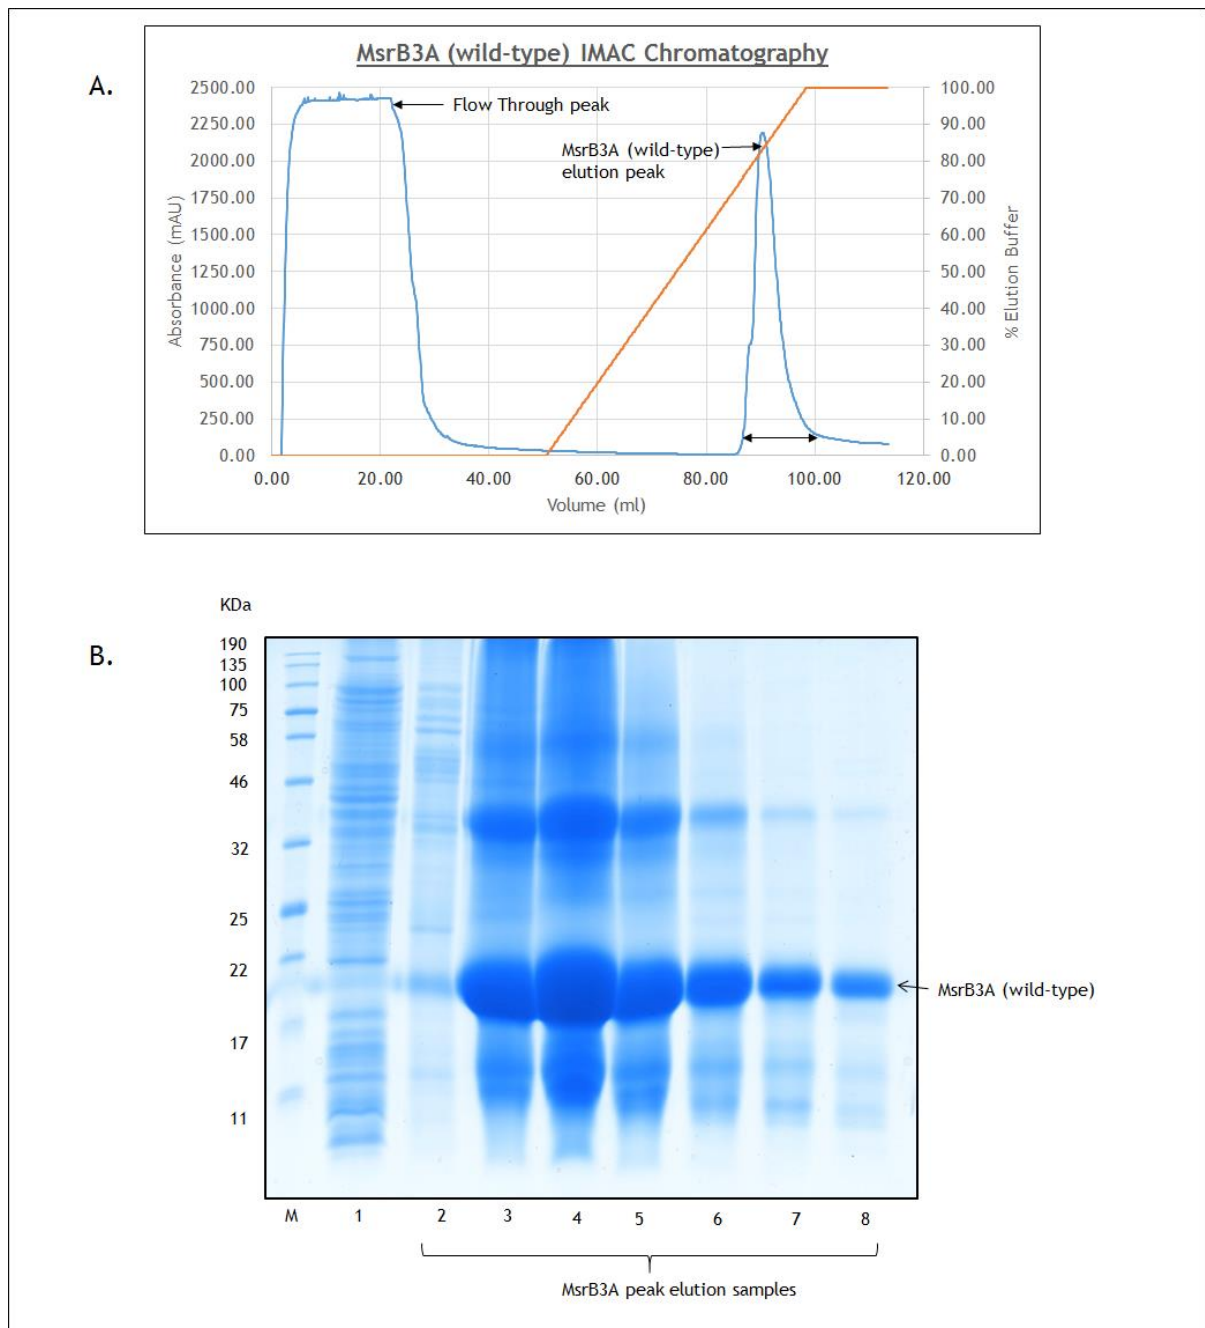 A.
MsrB3A (wild-type) IMAC Chromatography
Absorbance (mAU)
2500.00
2250.00
2000.00
1750.00
1500.00
1250.00
1000.00
750.00
500.00
250.00
0.00
Flow Through peak
MsrB3A (wild-type)
elution peak
100.00
90.00
80.00
70.00
60.00
50.00
40.00
30.00
20.00
10.00
0.00
% Elution Buffer
0.00 20.00 40.00 60.00 80.00 100.00 120.00
Volume (ml)
B.
KDa
190
135
100
75
58
46
32
25
22
17
11
MsrB3A (wild-type)
M 1 2 3 4 5 6 7 8
MsrB3A peak elution samples